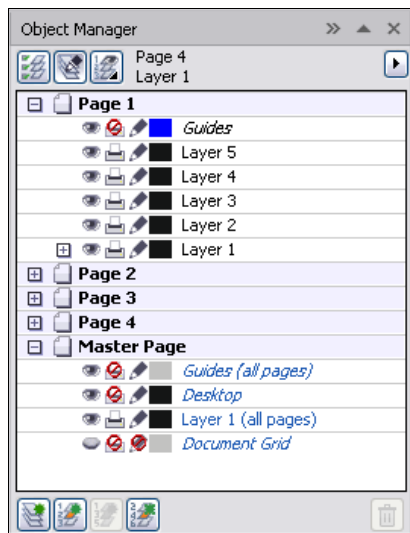 Object Manager
Page 4
Layer 1
Page 1
Guides
Layer 5
Layer 4
Layer 3
Layer 2
Layer 1
Page 2
Page 3
Page 4
Master Page
Guides (all pages)
Desktop
Layer 1 (all pages)
Document Grid